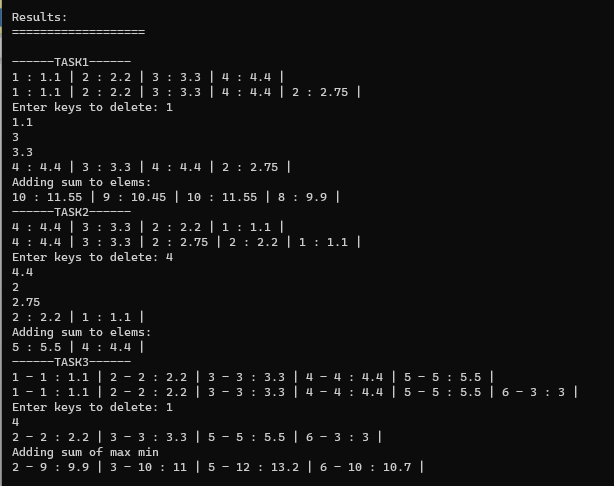 Results:
===================
------TASK1------
1 : 1.1 | 2 : 2.2 | 3 : 3.3 | 4 : 4.4 |
1 : 1.1 | 2 : 2.2 | 3 : 3.3 | 4 : 4.4 | 2 : 2.75 |
Enter keys to delete: 1
1.1
3
3.3
4 : 4.4 | 3 : 3.3 | 4 : 4.4 | 2 : 2.75 |
Adding sum to elems:
10 : 11.55 | 9 : 10.45 | 10 : 11.55 | 8 : 9.9 |
------TASK2------
4 : 4.4 | 3 : 3.3 | 2 : 2.2 | 1 : 1.1 |
4 : 4.4 | 3 : 3.3 | 2 : 2.75 | 2 : 2.2 | 1 : 1.1 |
Enter keys to delete: 4
4.4
2
2.75
2 : 2.2 | 1 : 1.1 |
Adding sum to elems:
5 : 5.5 | 4 : 4.4 |
------TASK3------
1 - 1 : 1.1 | 2 - 2 : 2.2 | 3 - 3 : 3.3 | 4 - 4 : 4.4 | 5 - 5 : 5.5 |
1 - 1 : 1.1 | 2 - 2 : 2.2 | 3 - 3 : 3.3 | 4 - 4 : 4.4 | 5 - 5 : 5.5 | 6 - 3 : 3 |
Enter keys to delete: 1
4
2 - 2 : 2.2 | 3 - 3 : 3.3 | 5 - 5 : 5.5 | 6 - 3 : 3 |
Adding sum of max min
2 - 9 : 9.9 | 3 - 10 : 11 | 5 - 12 : 13.2 | 6 - 10 : 10.7 |